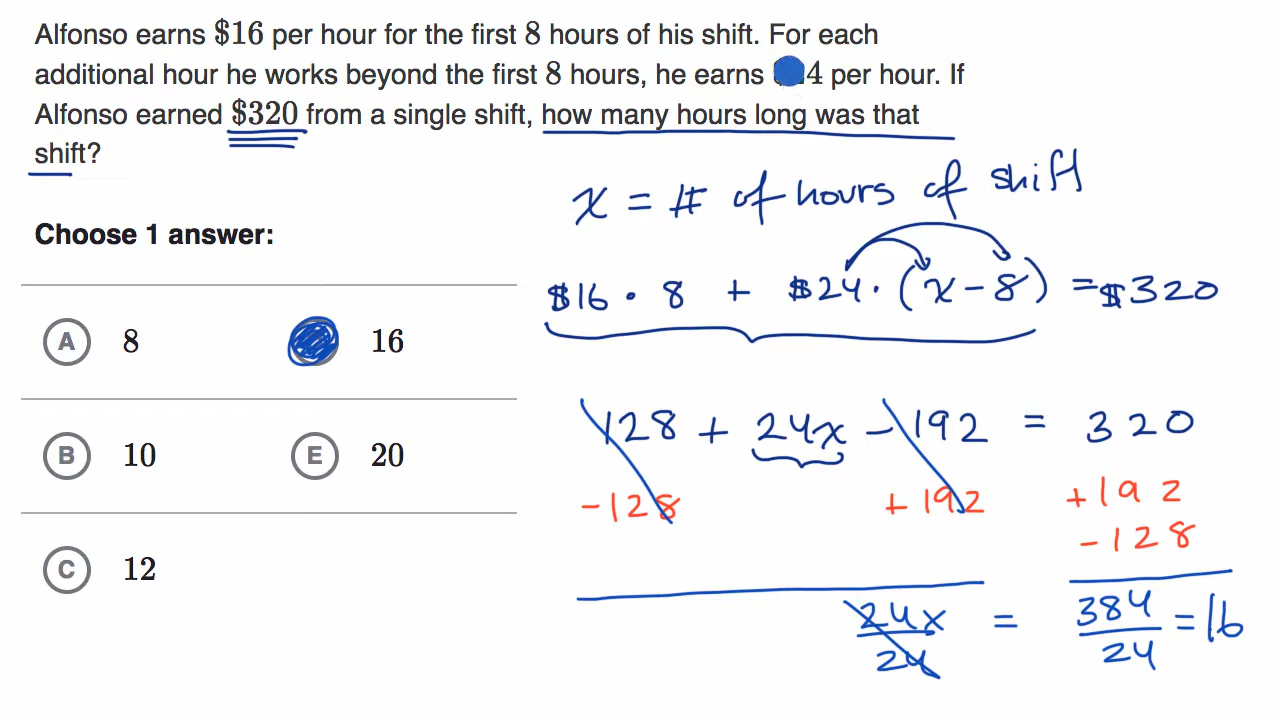 Alfonso earns $16 per hour for the first 8 hours of his shift. For each
additional hour he works beyond the first 8 hours, he earns 4 per hour. If
Alfonso earned $320 from a single shift, how many hours long was that
shift?
x = # of hours of shift
Choose 1 answer:
$16 · 8 + $24 · (x - 8) = $320
A 8
16
128 + 24x - 192 = 320
B 10
E 20
-128 +192 +192
-128
C 12
24x/24 = 384/24 = 16